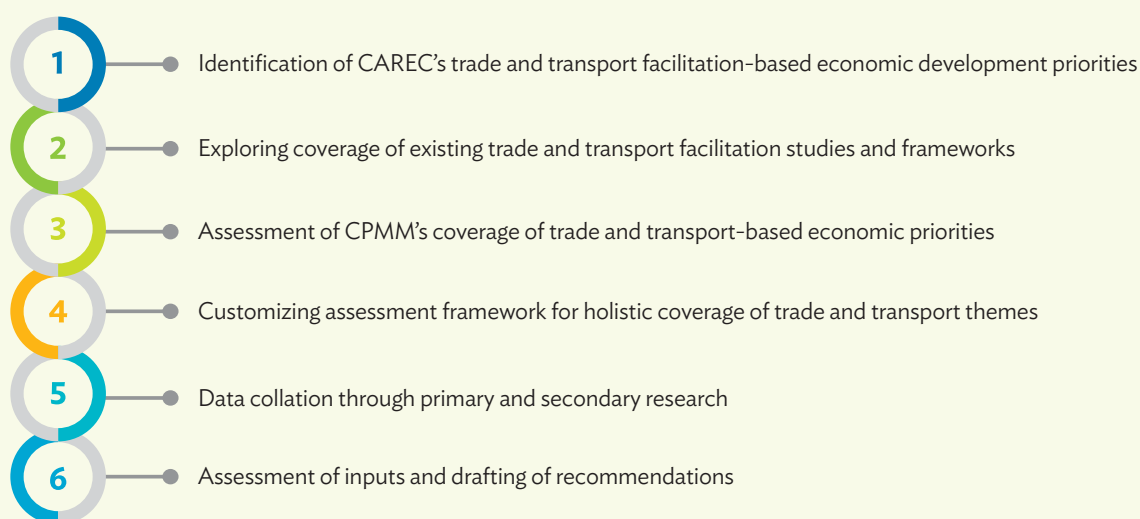 1 Identification of CAREC's trade and transport facilitation-based economic development priorities
2 Exploring coverage of existing trade and transport facilitation studies and frameworks
3 Assessment of CPMM's coverage of trade and transport-based economic priorities
4 Customizing assessment framework for holistic coverage of trade and transport themes
5 Data collation through primary and secondary research
6 Assessment of inputs and drafting of recommendations